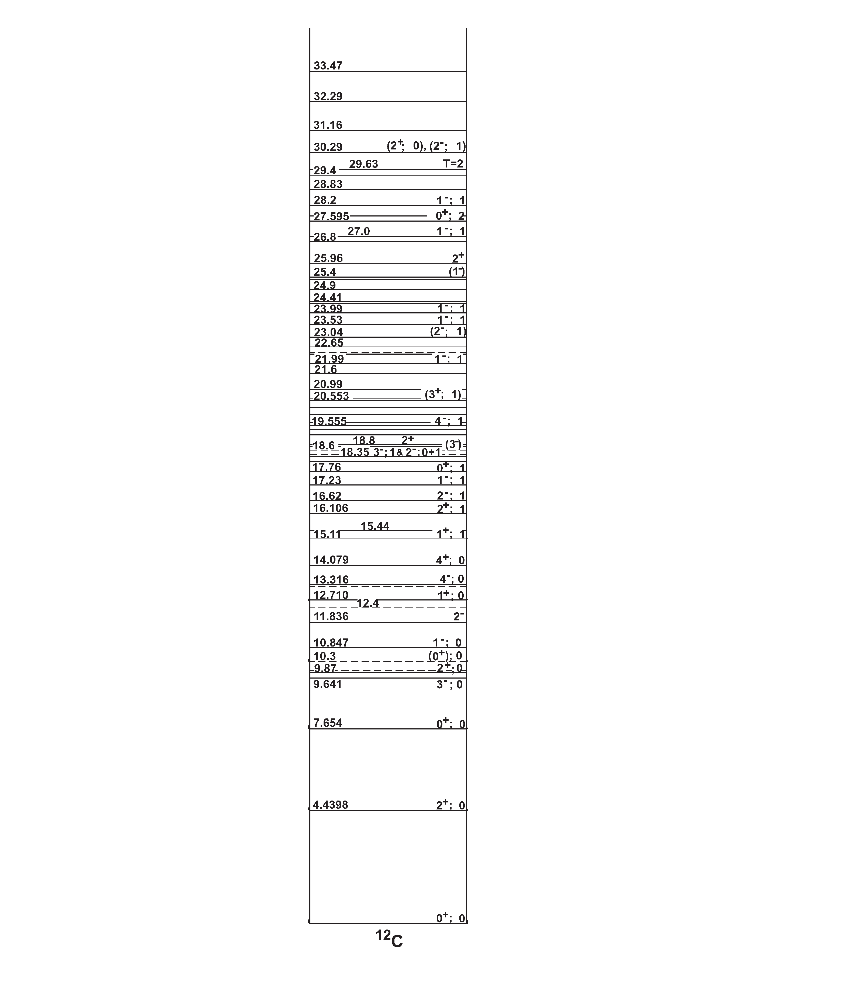 33.47
32.29
31.16
30.29 (2⁺; 0), (2⁻; 1)
29.63 T=2
29.4
28.83
28.2 1⁻; 1
27.595 0⁺; 2
27.0 1⁻; 1
26.8
25.96 2⁺
25.4 (1⁻)
24.9
24.41
23.99 1⁻; 1
23.53 1⁻; 1
23.04 (2⁻; 1)
22.65
21.99 1⁻; 1
21.6
20.99
20.553 (3⁺; 1)
19.555 4⁻; 1
18.8 2⁺
18.6 (3⁻)
18.35 3⁻;1& 2⁻;0+1
17.76 0⁺; 1
17.23 1⁻; 1
16.62 2⁻; 1
16.106 2⁺; 1
15.44
15.11 1⁺; 1
14.079 4⁺; 0
13.316 4⁻; 0
12.710 1⁺; 0
12.4
11.836 2⁻
10.847 1⁻; 0
10.3 (0⁺); 0
9.87 2⁺; 0
9.641 3⁻; 0
7.654 0⁺; 0
4.4398 2⁺; 0
0⁺; 0
¹²C